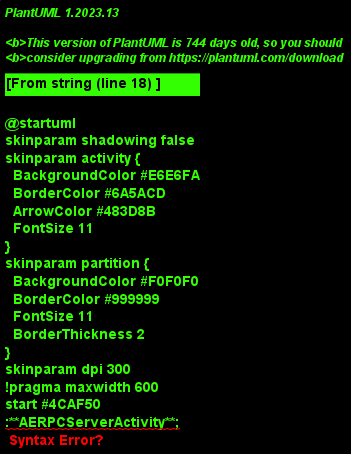 PlantUML 1.2023.13
<b>This version of PlantUML is 744 days old, so you should
<b>consider upgrading from https://plantuml.com/download
[From string (line 18) ]
@startuml
skinparam shadowing false
skinparam activity {
BackgroundColor #E6E6FA
BorderColor #6A5ACD
ArrowColor #483D8B
FontSize 11
}
skinparam partition {
BackgroundColor #F0F0F0
BorderColor #999999
FontSize 11
BorderThickness 2
}
skinparam dpi 300
!pragma maxwidth 600
start #4CAF50
:**AERPCServerActivity**;
Syntax Error?